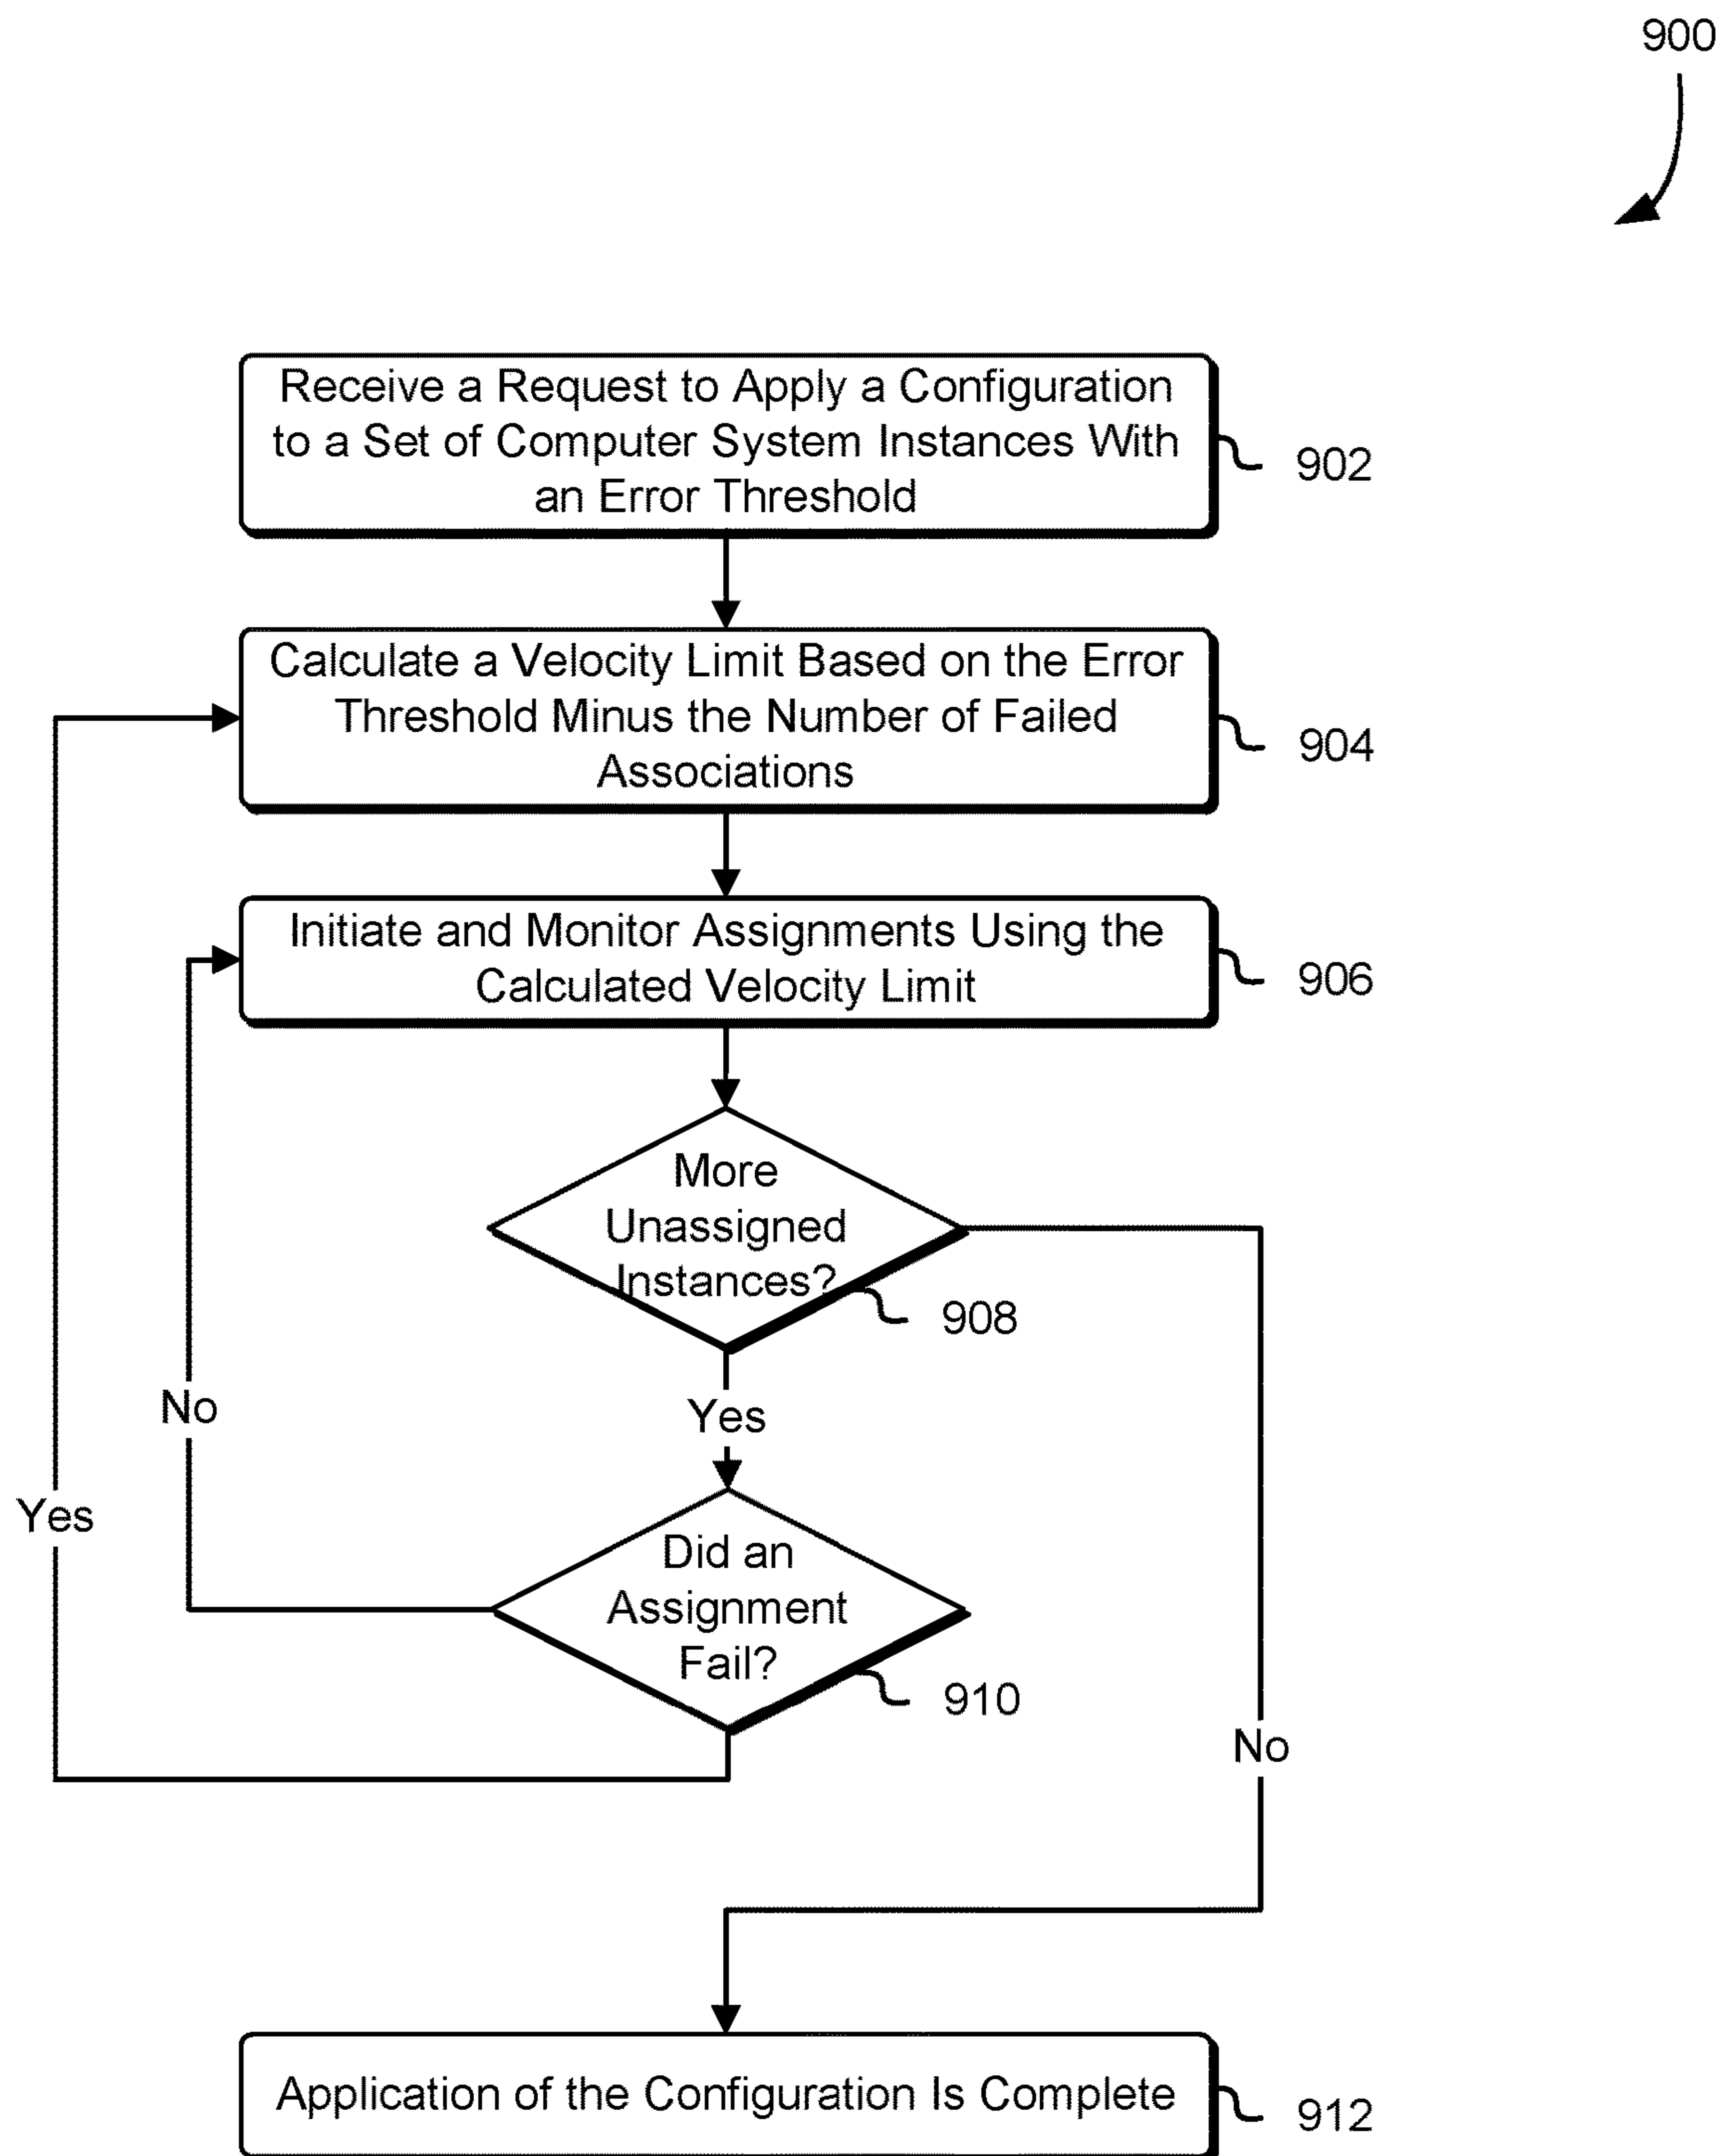 900
Receive a Request to Apply a Configuration
to a Set of Computer System Instances With
an Error Threshold
902
Calculate a Velocity Limit Based on the Error
Threshold Minus the Number of Failed
Associations
904
Initiate and Monitor Assignments Using the
Calculated Velocity Limit
906
More
Unassigned
Instances?
908
No
Yes
Yes
Did an
Assignment
Fail?
910
No
Application of the Configuration Is Complete
912